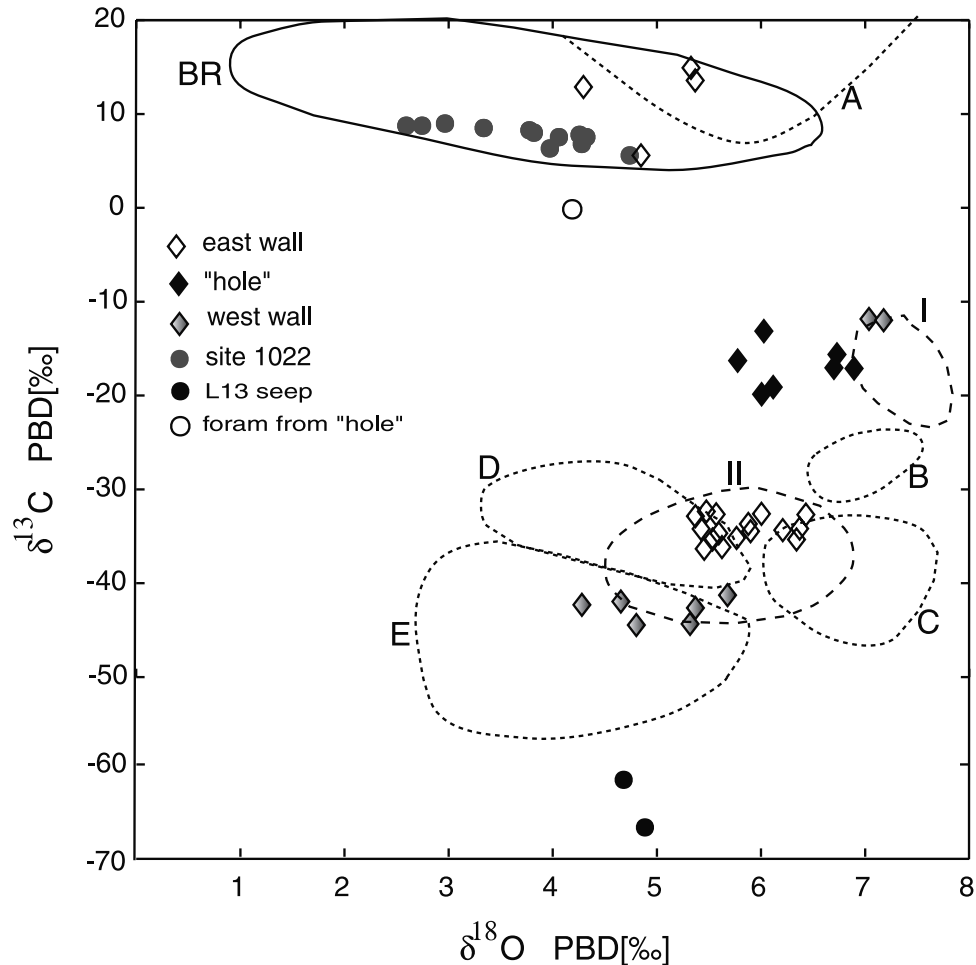 20
BR
A
10
0
east wall
"hole"
west wall
site 1022
L13 seep
foram from "hole"
-10
I
-20
B
D
II
-30
-40
C
E
-50
-60
-70
1 2 3 4 5 6 7 8
δ13C PBD[‰]
δ18O PBD[‰]